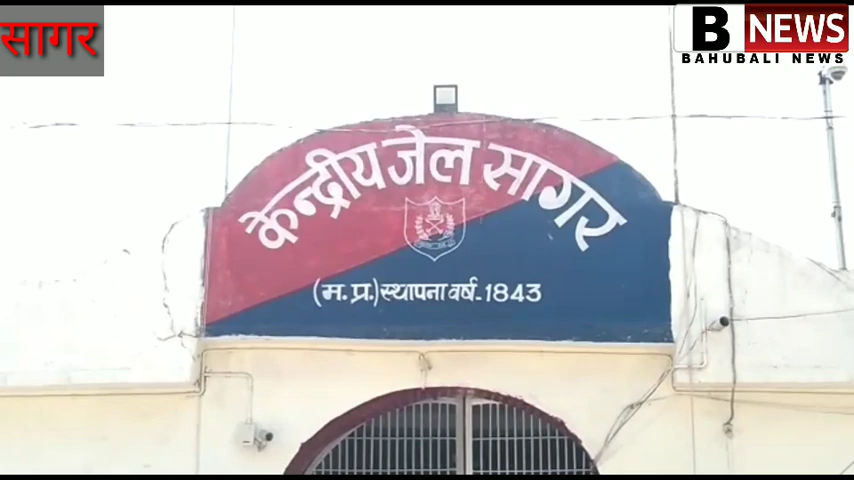 सागर
B NEWS
BAHUBALI NEWS
केन्द्रीय जेल सागर
(म.प्र.) स्थापना वर्ष-1843